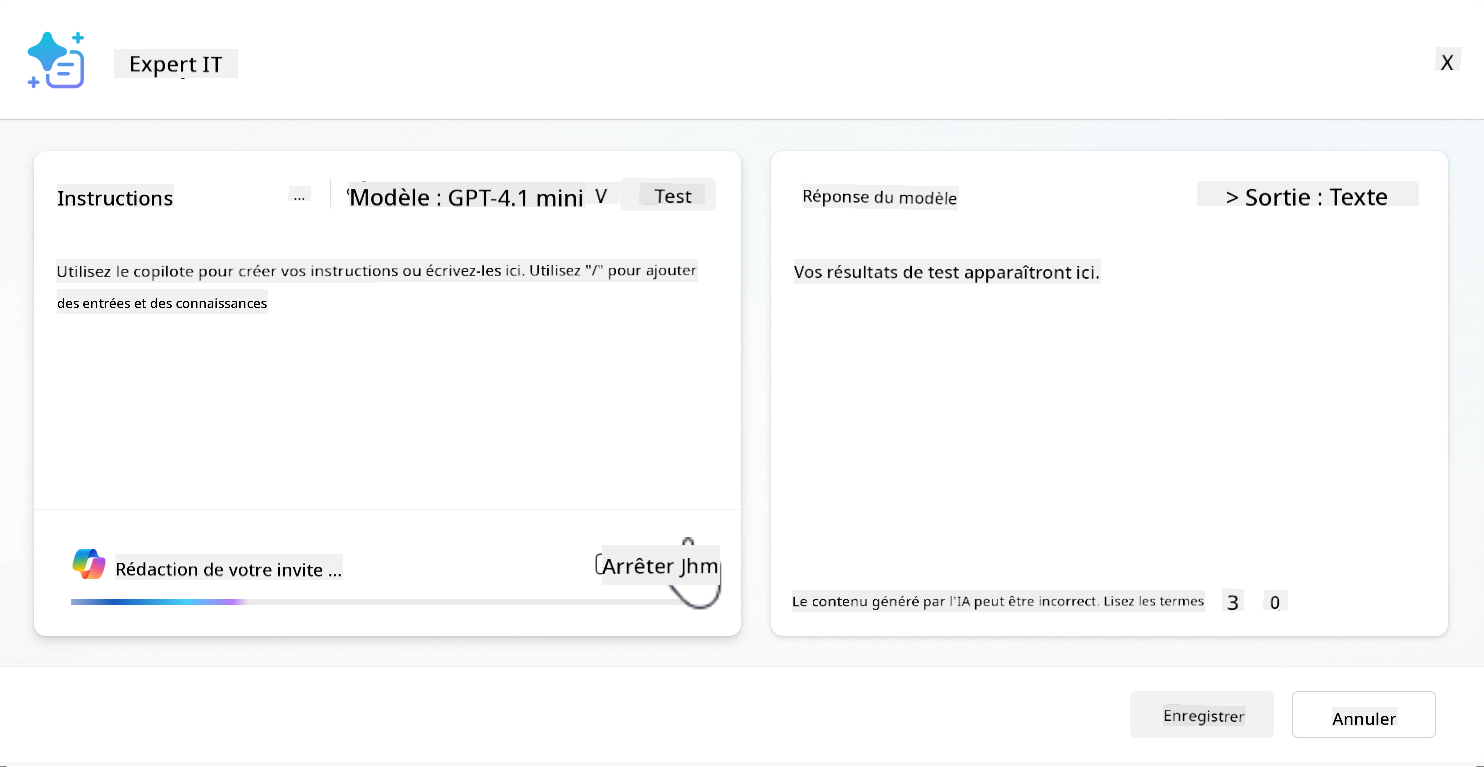 Expert IT
X
Instructions
...
Modèle : GPT-4.1 mini V
Test
Utilisez le copilote pour créer vos instructions ou écrivez-les ici. Utilisez "/" pour ajouter
des entrées et des connaissances
Rédaction de votre invite ...
Arrêter Jhm
Réponse du modèle
> Sortie : Texte
Vos résultats de test apparaîtront ici.
Le contenu généré par l'IA peut être incorrect. Lisez les termes 3 0
Enregistrer
Annuler